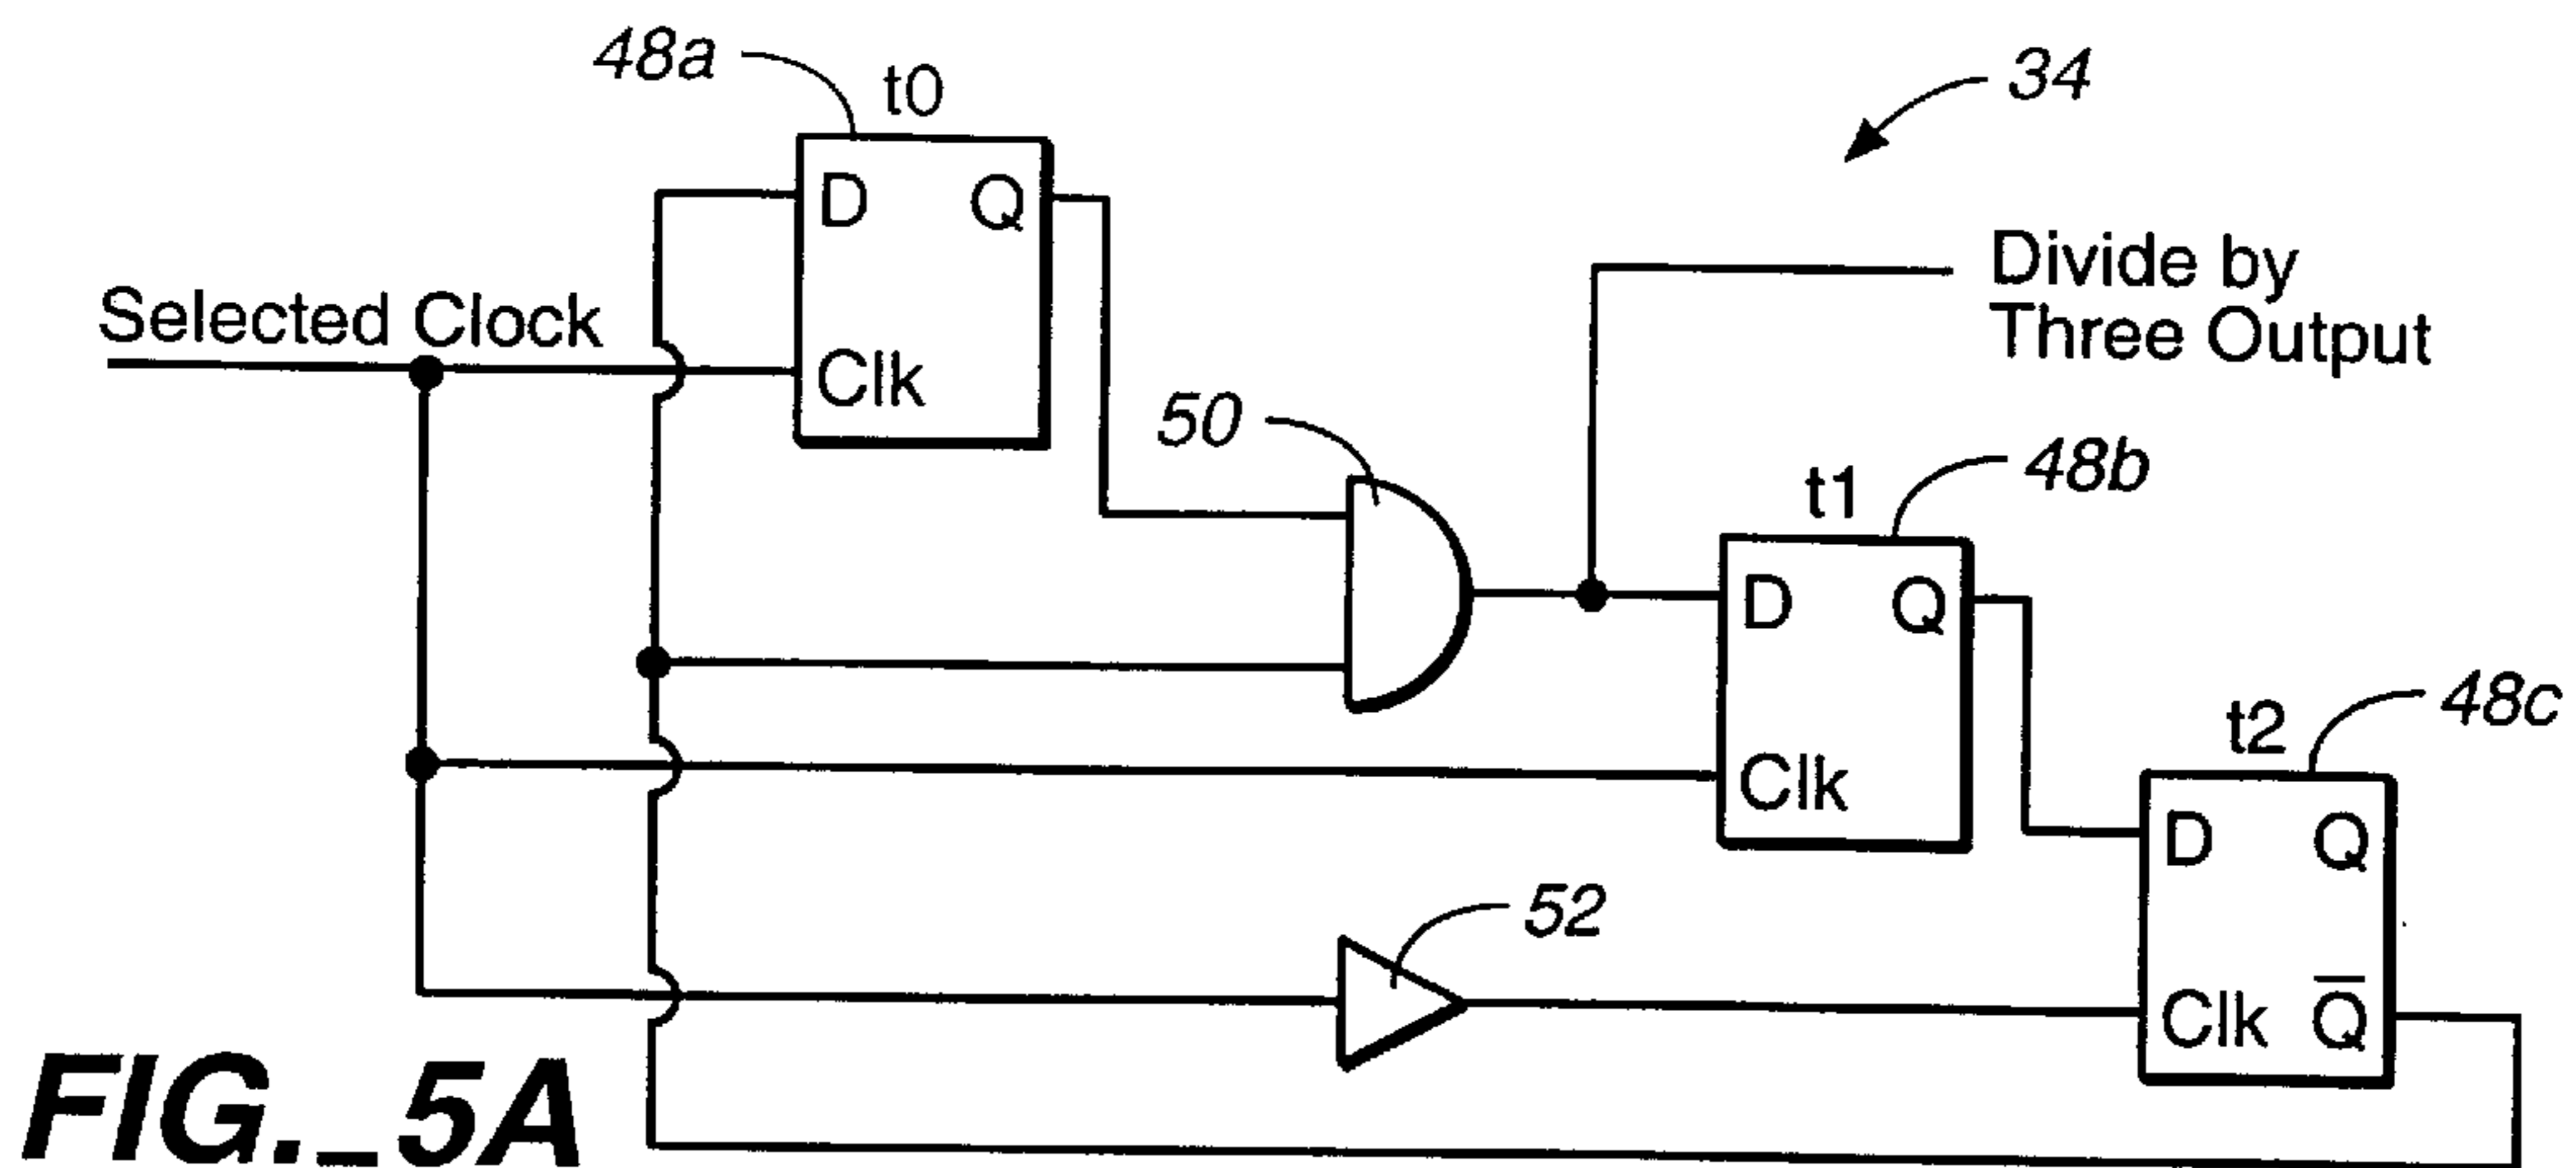 48a
t0
34
D Q
Divide by
Three Output
Selected Clock
Clk
50
48b
t1
D Q
48c
t2
Clk
D Q
52
Clk Q̅
FIG._5A